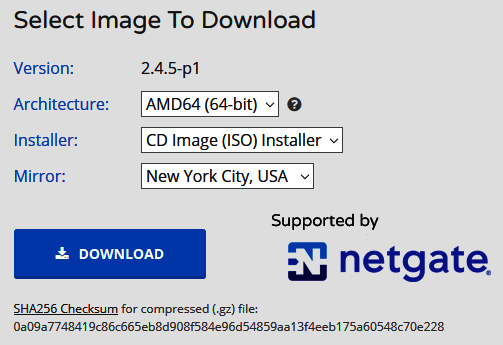 Select Image To Download
Version: 2.4.5-p1
Architecture: AMD64 (64-bit) ?
Installer: CD Image (ISO) Installer
Mirror: New York City, USA
Supported by
netgate®
DOWNLOAD
SHA256 Checksum for compressed (.gz) file:
0a09a7748419c86c665eb8d908f584e96d54859aa13f4eeb175a60548c70e228